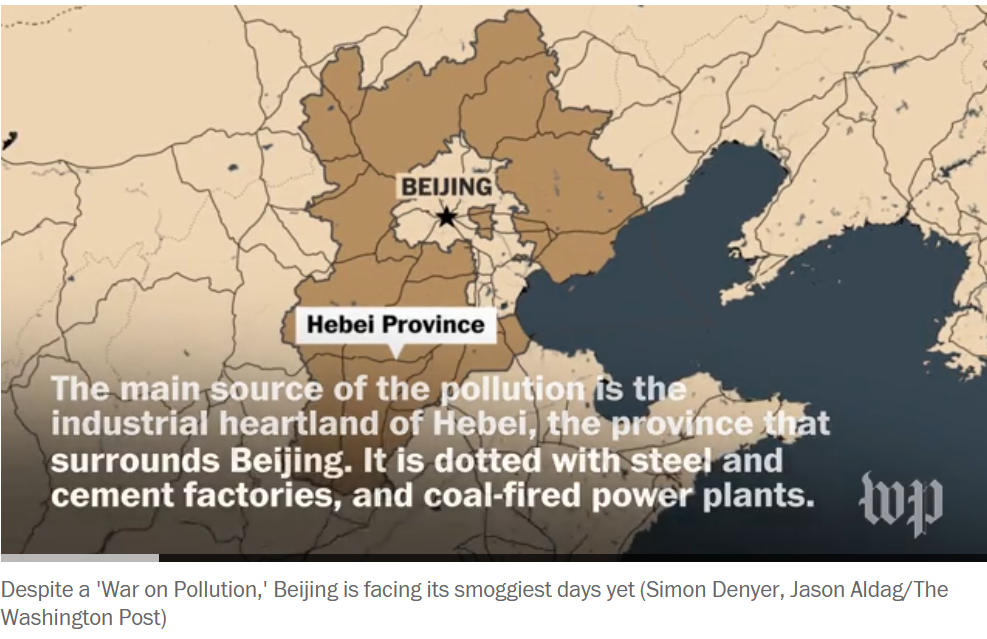 BEIJING
Hebei Province
The main source of the pollution is the
industrial heartland of Hebei, the province that
surrounds Beijing. It is dotted with steel and
cement factories, and coal-fired power plants.
wp
Despite a 'War on Pollution,' Beijing is facing its smoggiest days yet (Simon Denyer, Jason Aldag/The
Washington Post)